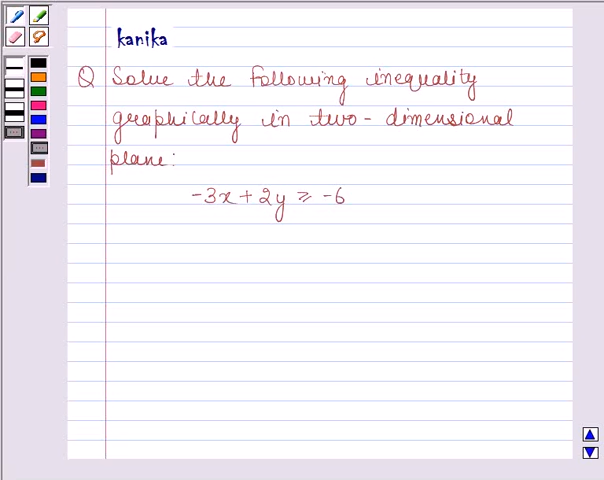 kanika
Q Solve the following inequality
graphically in two-dimensional
plane:
-3x+2y ≥ -6